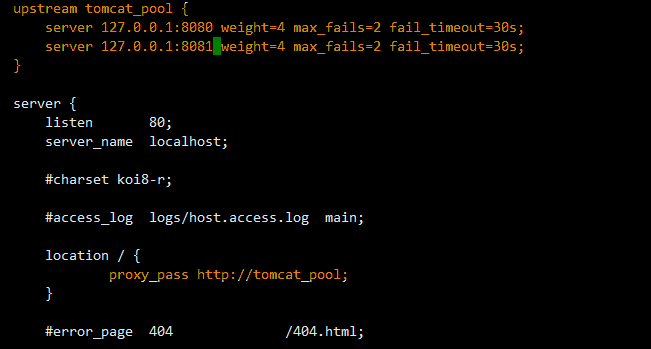 upstream tomcat_pool {
    server 127.0.0.1:8080 weight=4 max_fails=2 fail_timeout=30s;
    server 127.0.0.1:8081 weight=4 max_fails=2 fail_timeout=30s;
}
server {
    listen       80;
    server_name  localhost;
    #charset koi8-r;
    #access_log  logs/host.access.log  main;
    location / {
            proxy_pass http://tomcat_pool;
    }
    #error_page  404              /404.html;